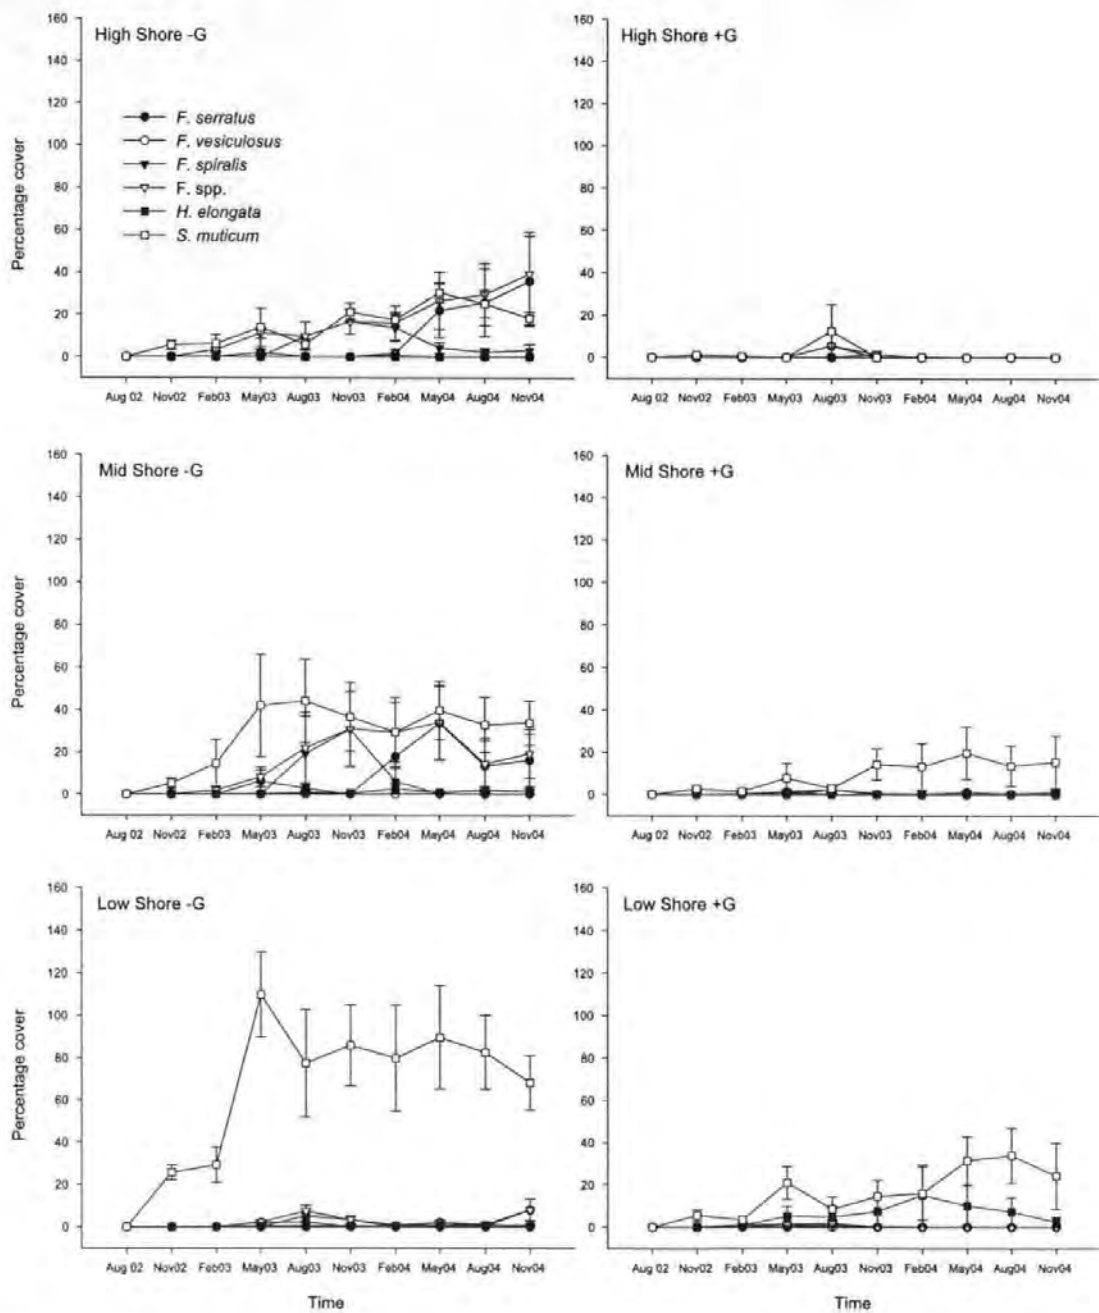 High Shore -G
160
140
120
100
80
60
40
20
0
Percentage cover
F. serratus
F. vesiculosus
F. spiralis
F. spp.
H. elongata
S. muticum
Aug 02 Nov02 Feb03 May03 Aug03 Nov03 Feb04 May04 Aug04 Nov04
High Shore +G
160
140
120
100
80
60
40
20
0
Aug 02 Nov02 Feb03 May03 Aug03 Nov03 Feb04 May04 Aug04 Nov04
Mid Shore -G
160
140
120
100
80
60
40
20
0
Percentage cover
Aug 02 Nov02 Feb03 May03 Aug03 Nov03 Feb04 May04 Aug04 Nov04
Mid Shore +G
160
140
120
100
80
60
40
20
0
Aug 02 Nov02 Feb03 May03 Aug03 Nov03 Feb04 May04 Aug04 Nov04
Low Shore -G
160
140
120
100
80
60
40
20
0
Percentage cover
Aug 02 Nov02 Feb03 May03 Aug03 Nov03 Feb04 May04 Aug04 Nov04
Time
Low Shore +G
160
140
120
100
80
60
40
20
0
Aug 02 Nov02 Feb03 May03 Aug03 Nov03 Feb04 May04 Aug04 Nov04
Time